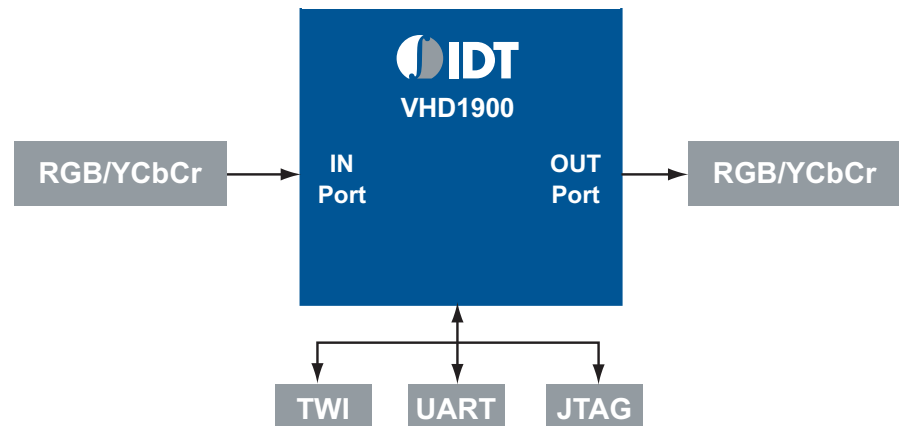 IDT
VHD1900
RGB/YCbCr
IN
Port
OUT
Port
RGB/YCbCr
TWI
UART
JTAG